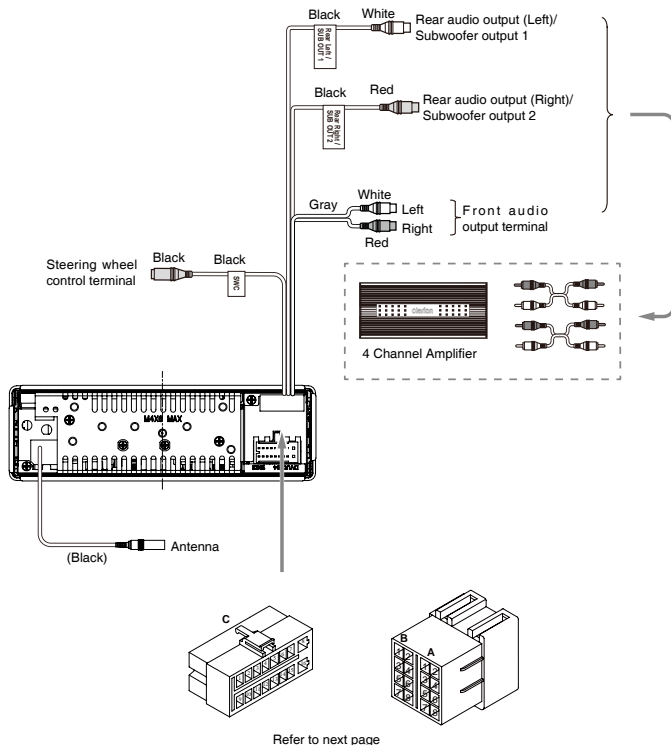 Black White
Rear audio output (Left)/
Subwoofer output 1
Rear Left /
SUB OUT 1
Black Red
Rear audio output (Right)/
Subwoofer output 2
Rear Right /
SUB OUT 2
White
Gray
Left
Right
Front audio
output terminal
Red
Steering wheel
control terminal
Black Black
SWC
clarion
4 Channel Amplifier
M4X8 MAX
Antenna
(Black)
C
B
A
Refer to next page